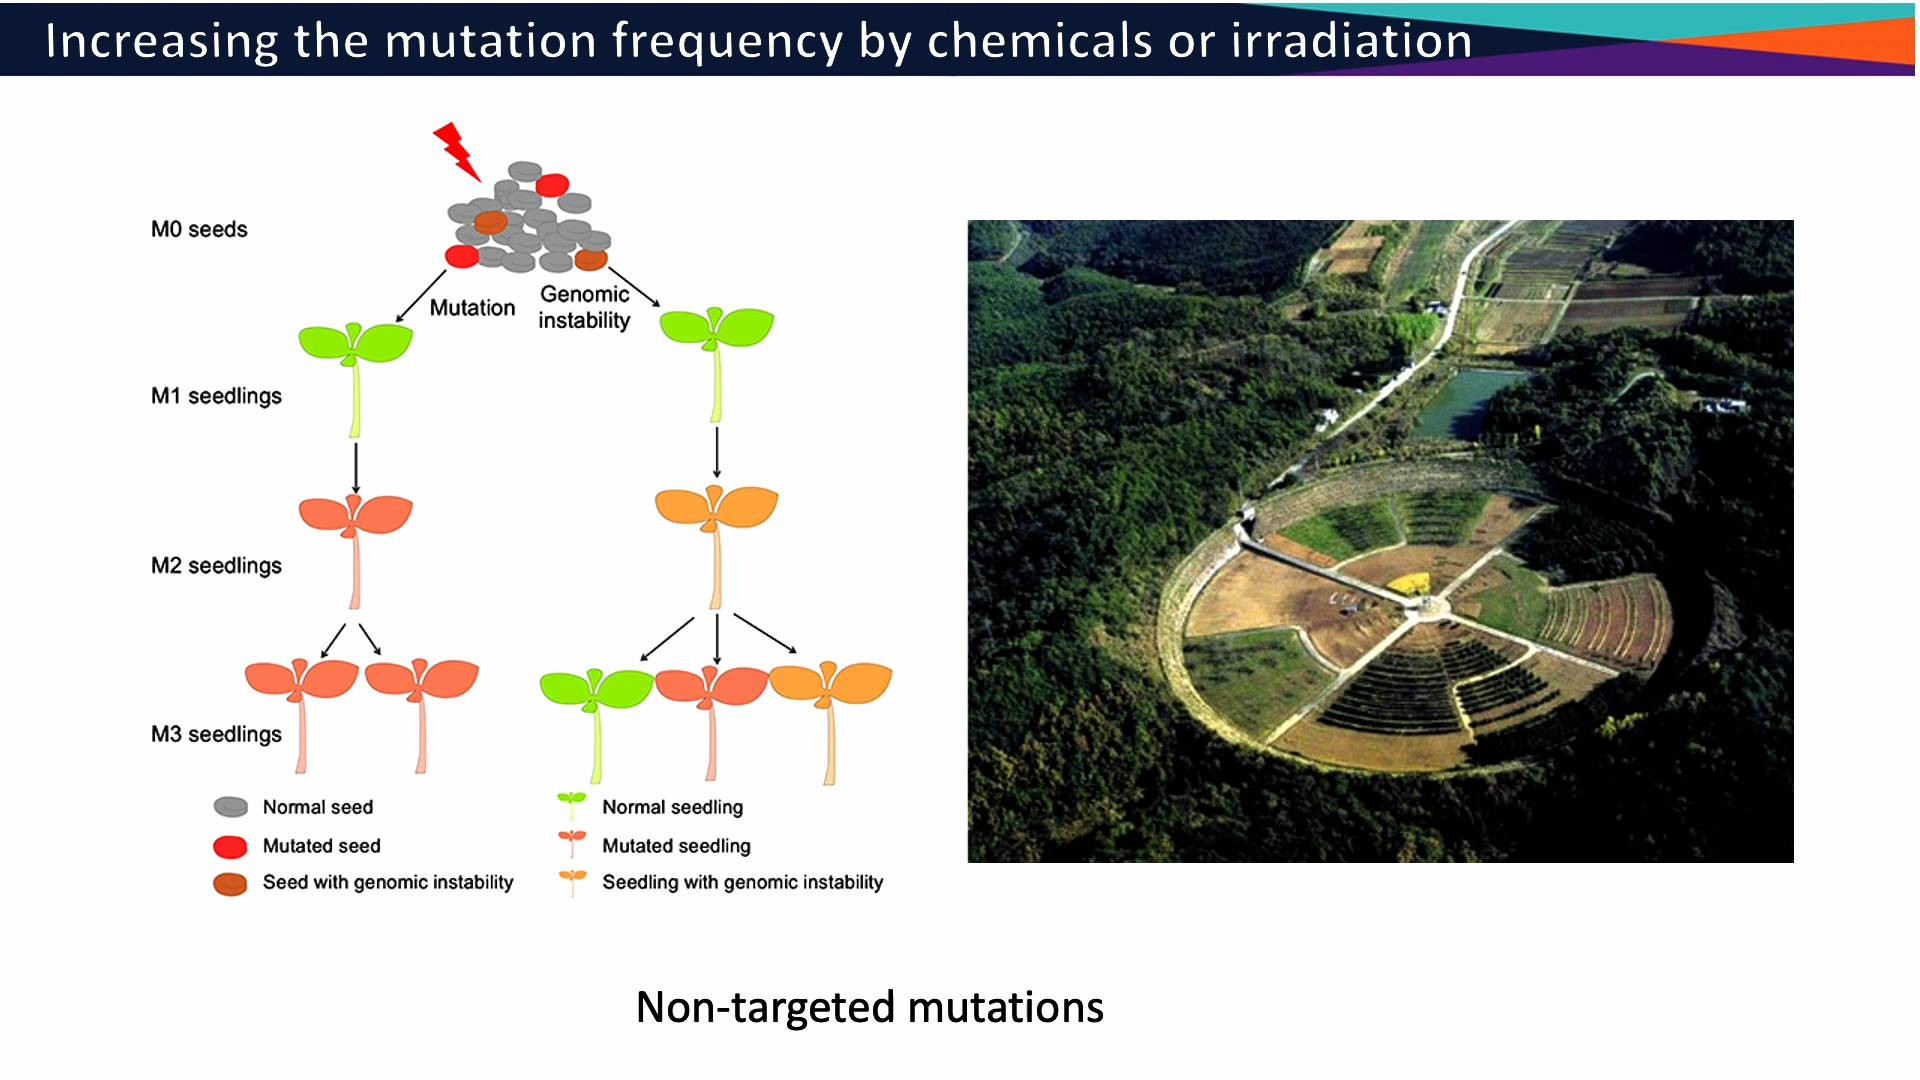 Increasing the mutation frequency by chemicals or irradiation
M0 seeds
Mutation
Genomic
instability
M1 seedlings
M2 seedlings
M3 seedlings
Normal seed
Mutated seed
Seed with genomic instability
Normal seedling
Mutated seedling
Seedling with genomic instability
Non-targeted mutations